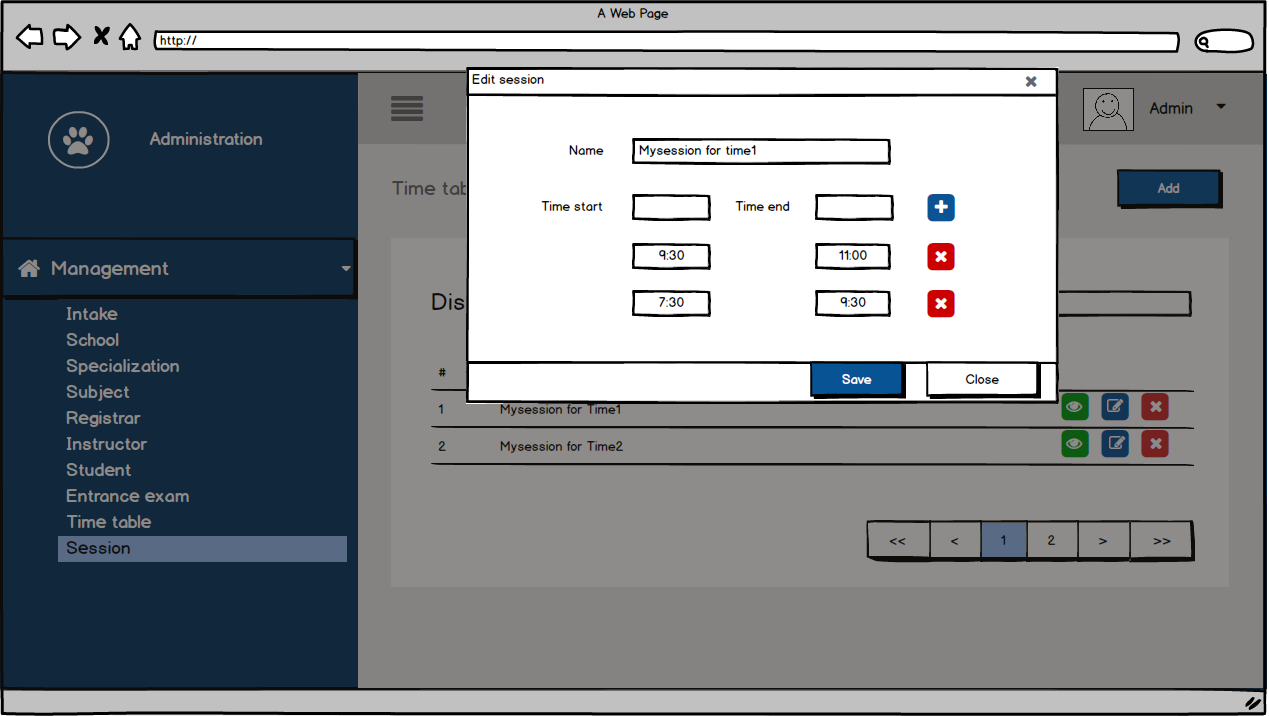 A Web Page
http://
Edit session
Administration
Admin
Name Mysession for time1
Time tab
Add
Time start Time end
9:30 11:00
7:30 9:30
Management
Dis
Intake
School
Specialization
Subject
Registrar
Instructor
Student
Entrance exam
Time table
Session
#
Save Close
1 Mysession for Time1
2 Mysession for Time2
<< < 1 2 > >>